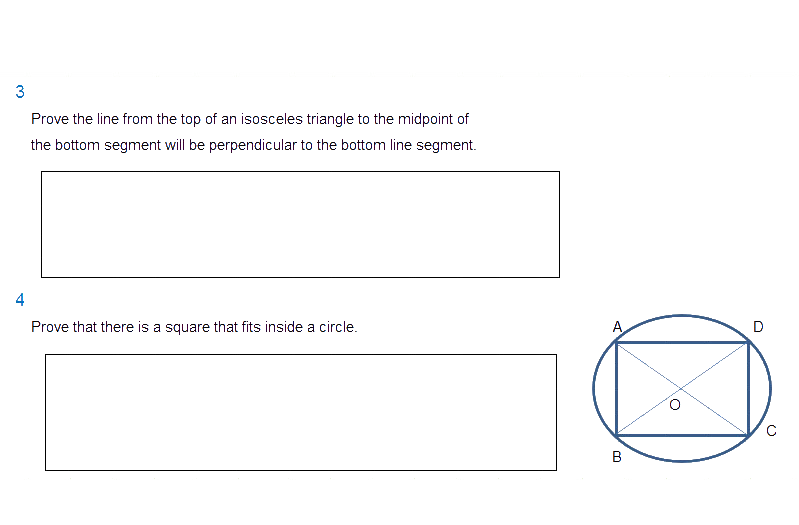 3
Prove the line from the top of an isosceles triangle to the midpoint of
the bottom segment will be perpendicular to the bottom line segment.
4
Prove that there is a square that fits inside a circle.
A
D
O
C
B